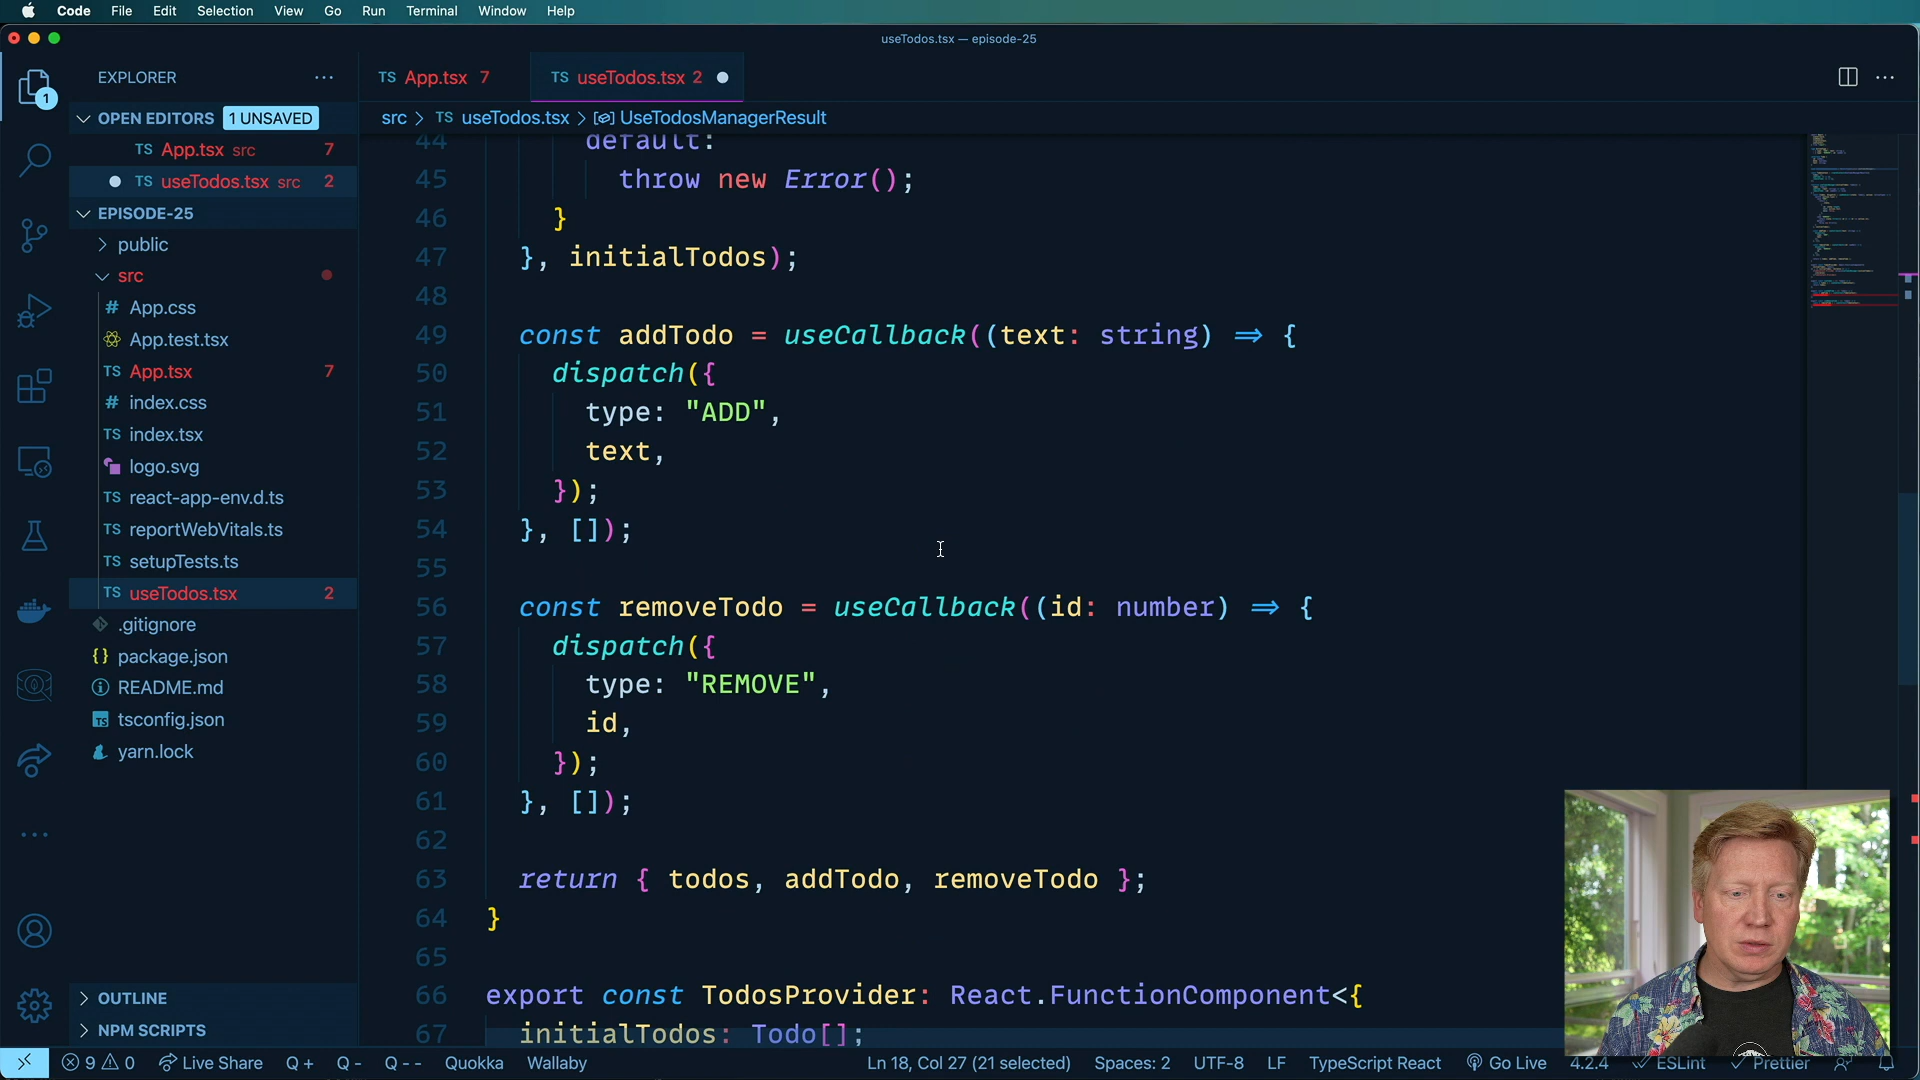 Code File Edit Selection View Go Run Terminal Window Help
useTodos.tsx — episode-25
EXPLORER
TS App.tsx 7
TS useTodos.tsx 2
1
OPEN EDITORS 1 UNSAVED
src > TS useTodos.tsx > UseTodosManagerResult
TS App.tsx src 7
TS useTodos.tsx src 2
EPISODE-25
public
src
# App.css
App.test.tsx
TS App.tsx 7
# index.css
TS index.tsx
logo.svg
TS react-app-env.d.ts
TS reportWebVitals.ts
TS setupTests.ts
TS useTodos.tsx 2
.gitignore
{} package.json
README.md
TS tsconfig.json
yarn.lock
OUTLINE
NPM SCRIPTS
44 default:
45 throw new Error();
46 }
47 }, initialTodos);
48
49 const addTodo = useCallback((text: string) => {
50 dispatch({
51 type: "ADD",
52 text,
53 });
54 }, []);
55
56 const removeTodo = useCallback((id: number) => {
57 dispatch({
58 type: "REMOVE",
59 id,
60 });
61 }, []);
62
63 return { todos, addTodo, removeTodo };
64 }
65
66 export const TodosProvider: React.FunctionComponent<{
67 initialTodos: Todo[];
9 0 Live Share Q + Q - Q - - Quokka Wallaby Ln 18, Col 27 (21 selected) Spaces: 2 UTF-8 LF TypeScript React Go Live 4.2.4 ESLint Prettier